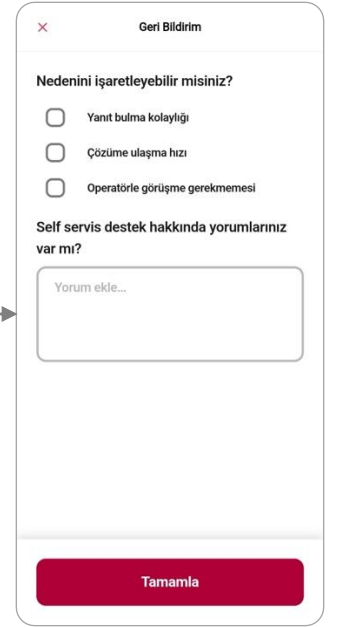 Geri Bildirim
Nedenini işaretleyebilir misiniz?
Yanıt bulma kolaylığı
Çözüme ulaşma hızı
Operatörle görüşme gerekmemesi
Self servis destek hakkında yorumlarınız
var mı?
Yorum ekle...
Tamamla